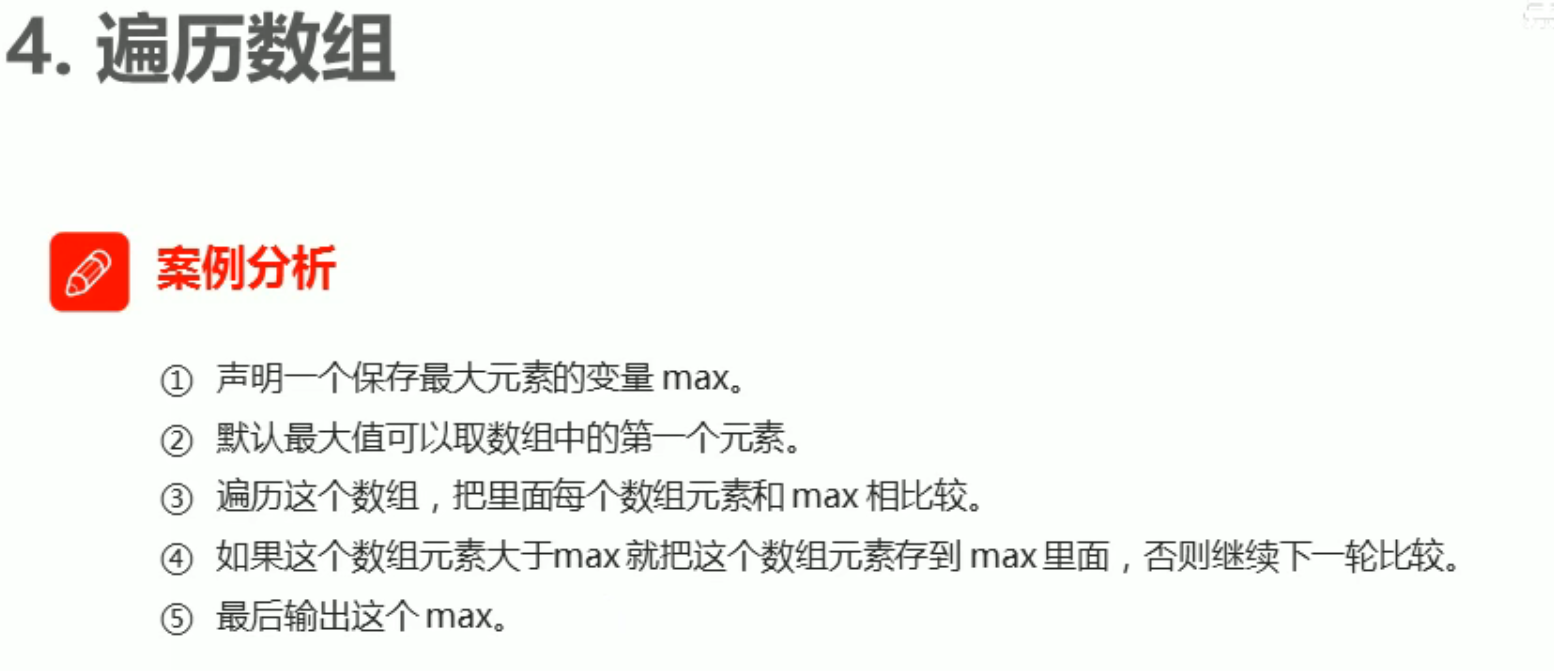 4. 遍历数组
案例分析
① 声明一个保存最大元素的变量 max。
② 默认最大值可以取数组中的第一个元素。
③ 遍历这个数组，把里面每个数组元素和 max 相比较。
④ 如果这个数组元素大于max 就把这个数组元素存到 max 里面，否则继续下一轮比较。
⑤ 最后输出这个 max。